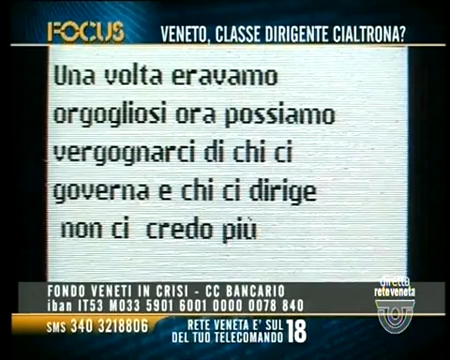 FOCUS
VENETO, CLASSE DIRIGENTE CIALTRONA?
Una volta eravamo
orgogliosi ora possiamo
vergognarci di chi ci
governa e chi ci dirige
non ci credo più
FONDO VENETI IN CRISI - CC BANCARIO
iban IT53 M033 5901 6001 0000 0078 840
diretta
reteveneta
SMS 340 3218806
RETE VENETA E' SUL
DEL TUO TELECOMANDO 18